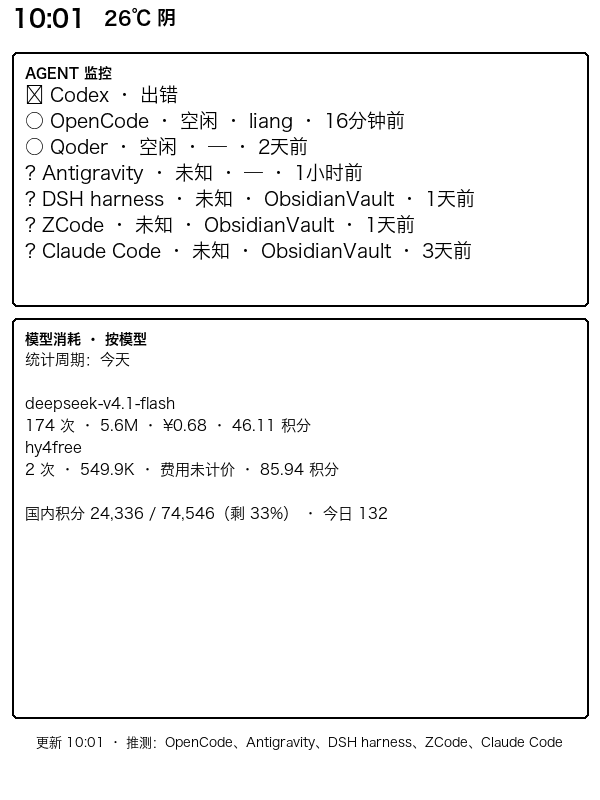 10:01 26℃ 阴
AGENT 监控
☒ Codex · 出错
○ OpenCode · 空闲 · liang · 16分钟前
○ Qoder · 空闲 · — · 2天前
? Antigravity · 未知 · — · 1小时前
? DSH harness · 未知 · ObsidianVault · 1天前
? ZCode · 未知 · ObsidianVault · 1天前
? Claude Code · 未知 · ObsidianVault · 3天前
模型消耗 · 按模型
统计周期：今天
deepseek-v4.1-flash
174 次 · 5.6M · ¥0.68 · 46.11 积分
hy4free
2 次 · 549.9K · 费用未计价 · 85.94 积分
国内积分 24,336 / 74,546（剩 33%） · 今日 132
更新 10:01 · 推测：OpenCode、Antigravity、DSH harness、ZCode、Claude Code